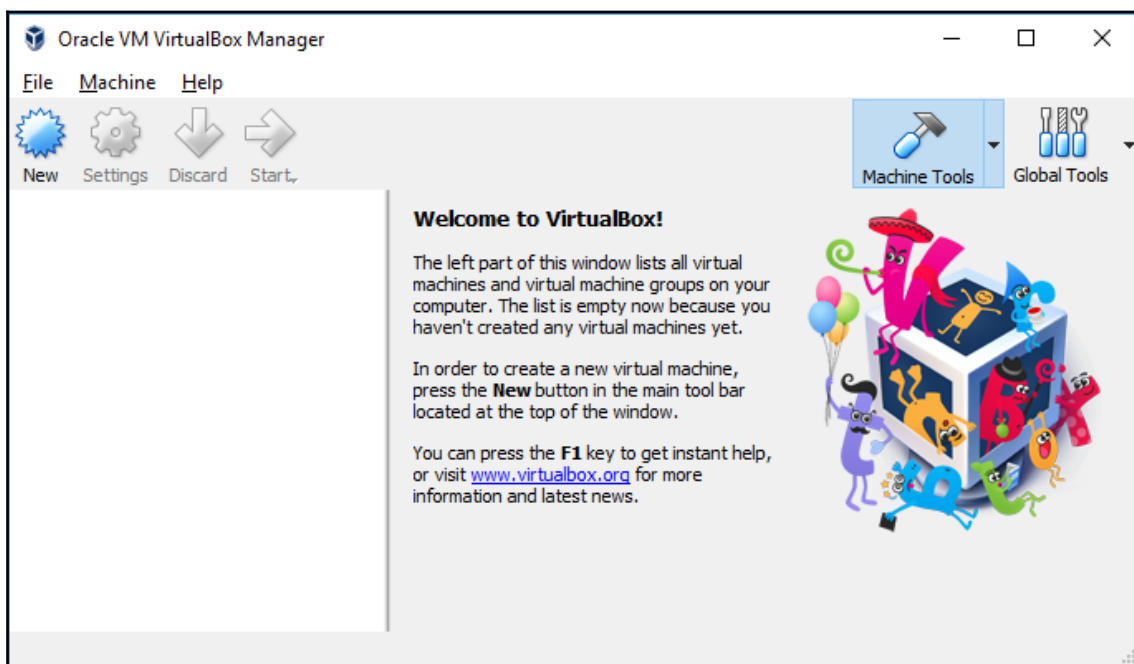 Oracle VM VirtualBox Manager
File Machine Help
New Settings Discard Start
Machine Tools Global Tools
Welcome to VirtualBox!
The left part of this window lists all virtual
machines and virtual machine groups on your
computer. The list is empty now because you
haven't created any virtual machines yet.
In order to create a new virtual machine,
press the New button in the main tool bar
located at the top of the window.
You can press the F1 key to get instant help,
or visit www.virtualbox.org for more
information and latest news.